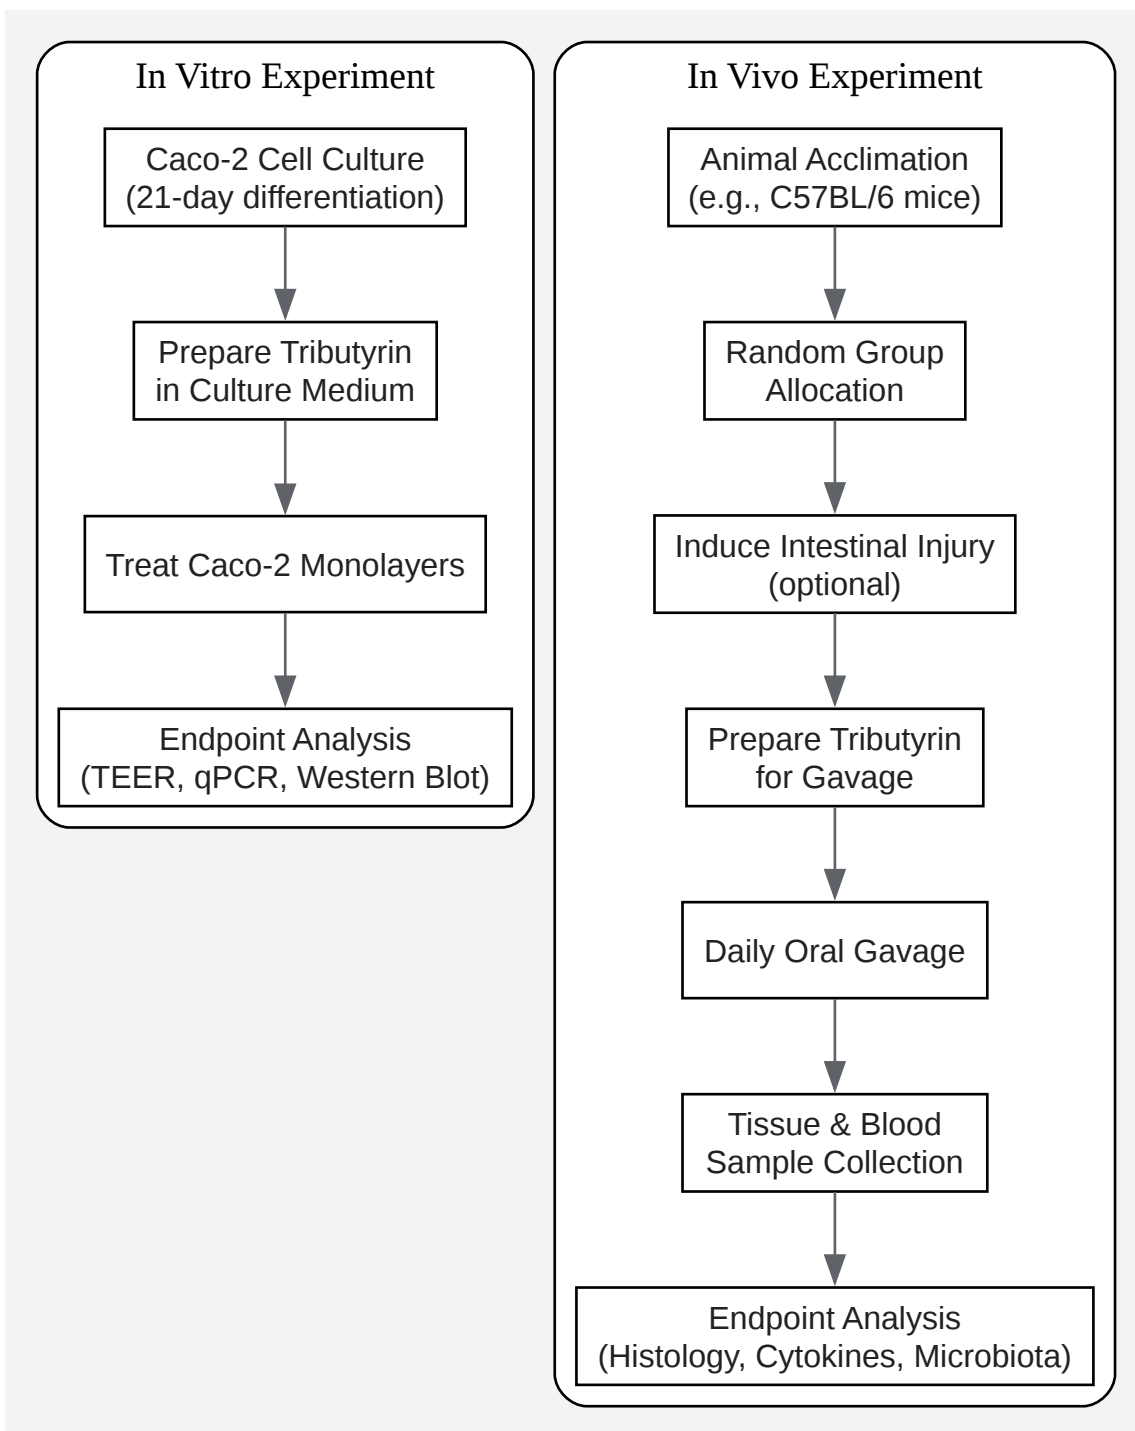 In Vitro Experiment
Caco-2 Cell Culture
(21-day differentiation)
Prepare Tributyrin
in Culture Medium
Treat Caco-2 Monolayers
Endpoint Analysis
(TEER, qPCR, Western Blot)
In Vivo Experiment
Animal Acclimation
(e.g., C57BL/6 mice)
Random Group
Allocation
Induce Intestinal Injury
(optional)
Prepare Tributyrin
for Gavage
Daily Oral Gavage
Tissue & Blood
Sample Collection
Endpoint Analysis
(Histology, Cytokines, Microbiota)